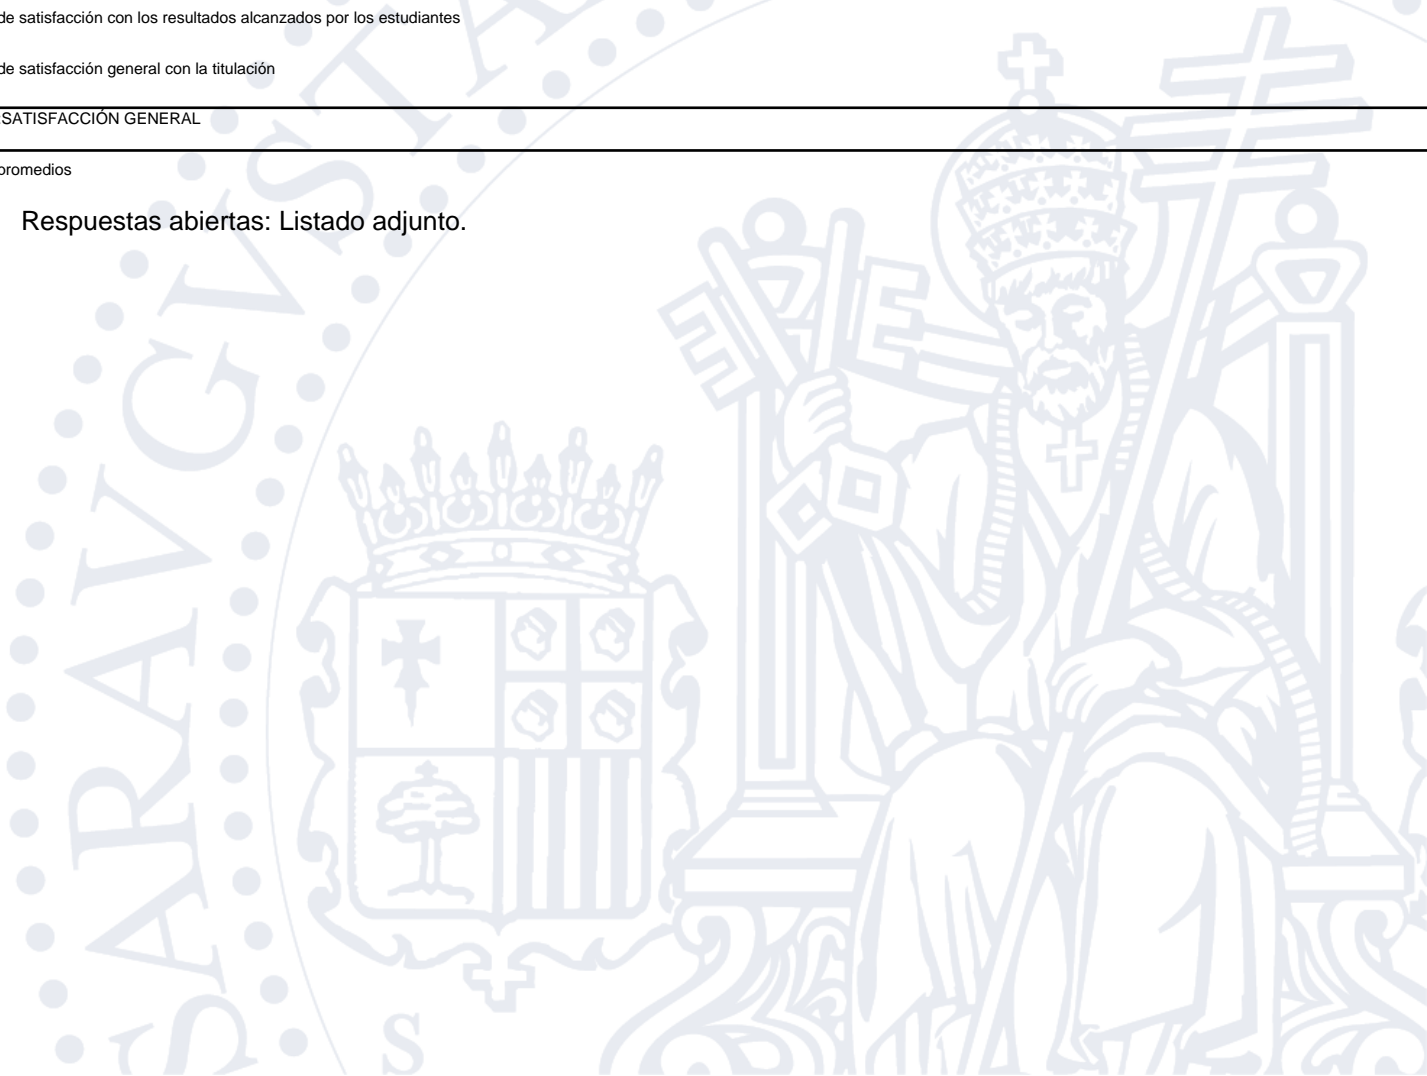 de satisfacción con los resultados alcanzados por los estudiantes
de satisfacción general con la titulación
:SATISFACCIÓN GENERAL
promedios
Respuestas abiertas: Listado adjunto.
SARAVGVSTA
S